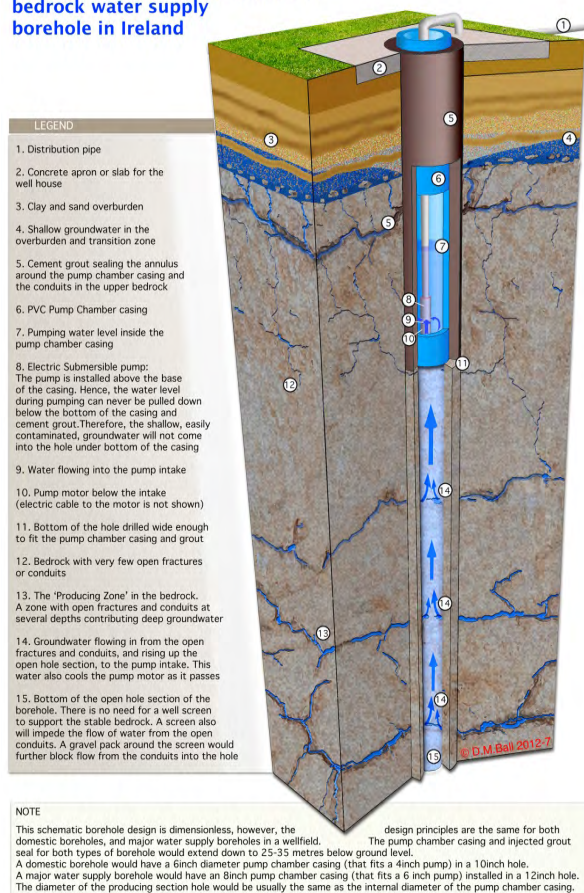 bedrock water supply
borehole in Ireland
LEGEND
1. Distribution pipe
2. Concrete apron or slab for the
well house
3. Clay and sand overburden
4. Shallow groundwater in the
overburden and transition zone
5. Cement grout sealing the annulus
around the pump chamber casing and
the conduits in the upper bedrock
6. PVC Pump Chamber casing
7. Pumping water level inside the
pump chamber casing
8. Electric Submersible pump:
The pump is installed above the base
of the casing. Hence, the water level
during pumping can never be pulled down
below the bottom of the casing and
cement grout.Therefore, the shallow, easily
contaminated, groundwater will not come
into the hole under bottom of the casing
9. Water flowing into the pump intake
10. Pump motor below the intake
(electric cable to the motor is not shown)
11. Bottom of the hole drilled wide enough
to fit the pump chamber casing and grout
12. Bedrock with very few open fractures
or conduits
13. The 'Producing Zone' in the bedrock.
A zone with open fractures and conduits at
several depths contributing deep groundwater
14. Groundwater flowing in from the open
fractures and conduits, and rising up the
open hole section, to the pump intake. This
water also cools the pump motor as it passes
15. Bottom of the open hole section of the
borehole. There is no need for a well screen
to support the stable bedrock. A screen also
will impede the flow of water from the open
conduits. A gravel pack around the screen would
further block flow from the conduits into the hole
1
2
3
4
5
6
5
7
8
9
10
11
12
14
14
13
14
15
© D.M Ball 2012-7
NOTE
This schematic borehole design is dimensionless, however, the design principles are the same for both
domestic boreholes, and major water supply boreholes in a wellfield. The pump chamber casing and injected grout
seal for both types of borehole would extend down to 25-35 metres below ground level.
A domestic borehole would have a 6inch diameter pump chamber casing (that fits a 4inch pump) in a 10inch hole.
A major water supply borehole would have an 8inch pump chamber casing (that fits a 6 inch pump) installed in a 12inch hole.
The diameter of the producing section hole would be usually the same as the internal diameter of the pump chamber casing.